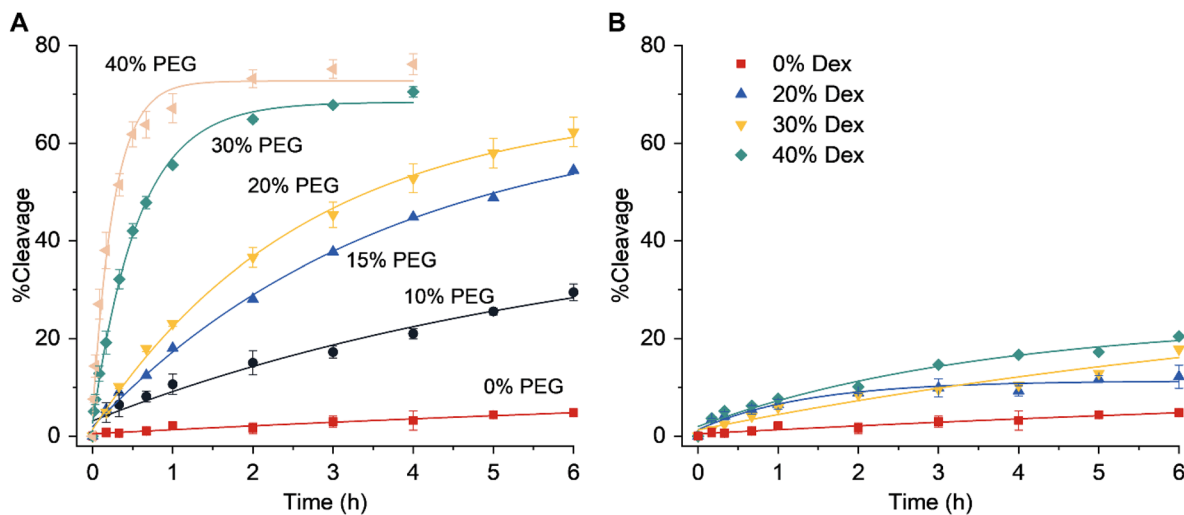 A
80
60
40
20
0
%Cleavage
40% PEG
30% PEG
20% PEG
15% PEG
10% PEG
0% PEG
0 1 2 3 4 5 6
Time (h)
B
80
60
40
20
0
%Cleavage
0% Dex
20% Dex
30% Dex
40% Dex
0 1 2 3 4 5 6
Time (h)